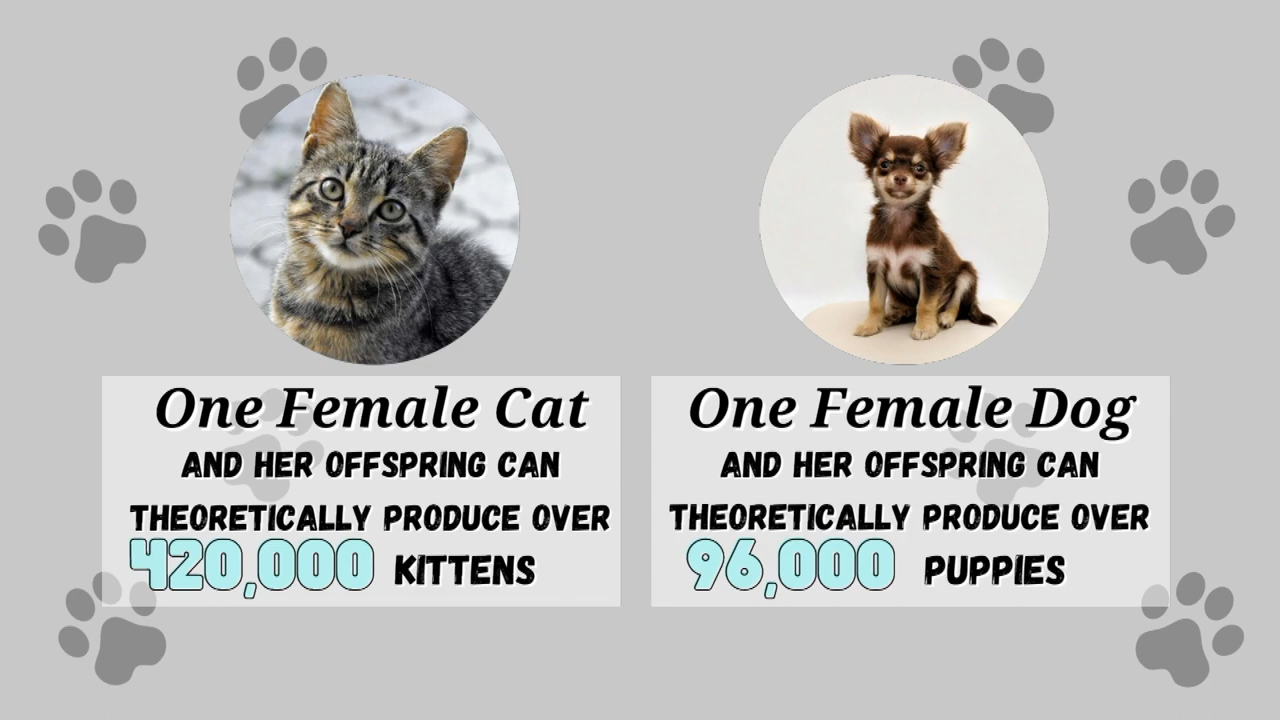 One Female Cat
AND HER OFFSPRING CAN
THEORETICALLY PRODUCE OVER
420,000 KITTENS
One Female Dog
AND HER OFFSPRING CAN
THEORETICALLY PRODUCE OVER
96,000 PUPPIES